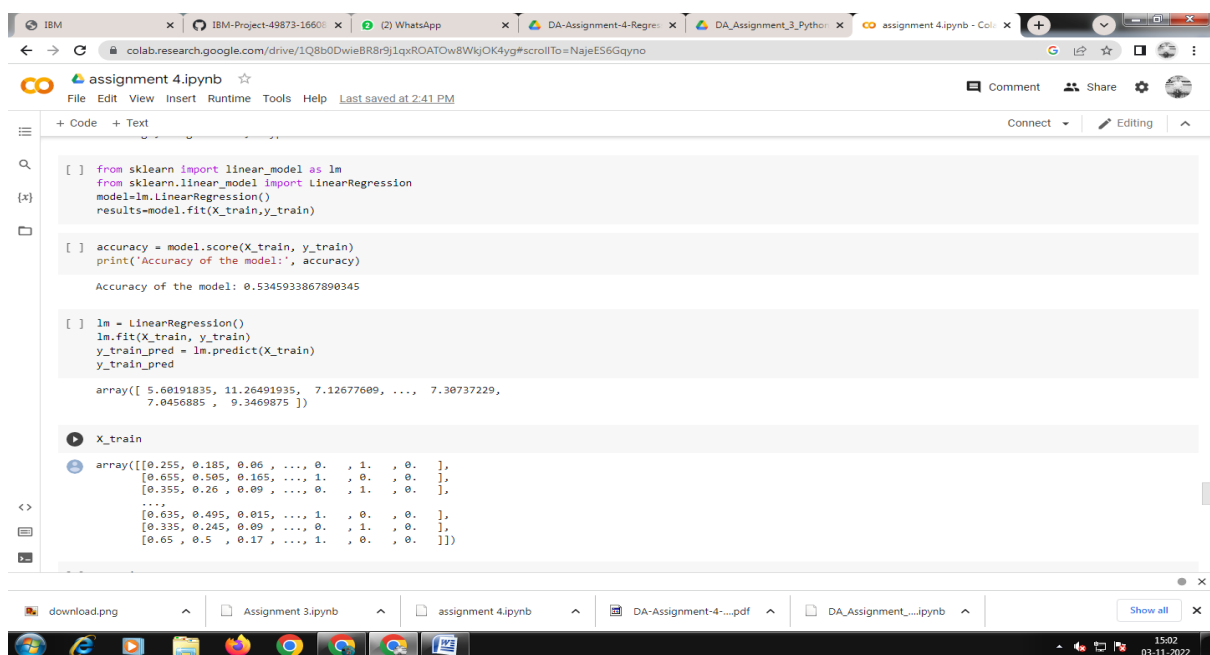 IBM
IBM-Project-49873-16608
(2) WhatsApp
DA-Assignment-4-Regres
DA_Assignment_3_Python
assignment 4.ipynb - Cola
colab.research.google.com/drive/1Q8b0DwieBR8r9j1qxROATOw8WkjOK4yg#scrollTo=NajeES6Gqyno
assignment 4.ipynb
Comment Share
File Edit View Insert Runtime Tools Help Last saved at 2:41 PM
+ Code + Text Connect Editing
[ ] from sklearn import linear_model as lm
from sklearn.linear_model import LinearRegression
{x} model=lm.LinearRegression()
results=model.fit(X_train,y_train)
[ ] accuracy = model.score(X_train, y_train)
print('Accuracy of the model:', accuracy)
Accuracy of the model: 0.5345933867890345
[ ] lm = LinearRegression()
lm.fit(X_train, y_train)
y_train_pred = lm.predict(X_train)
y_train_pred
array([ 5.60191835, 11.26491935, 7.12677609, ..., 7.30737229,
7.0456885 , 9.3469875 ])
X_train
array([[0.255, 0.185, 0.06 , ..., 0. , 1. , 0. ],
[0.655, 0.505, 0.165, ..., 1. , 0. , 0. ],
[0.355, 0.26 , 0.09 , ..., 0. , 1. , 0. ],
...,
[0.635, 0.495, 0.015, ..., 1. , 0. , 0. ],
[0.335, 0.245, 0.09 , ..., 0. , 1. , 0. ],
[0.65 , 0.5 , 0.17 , ..., 1. , 0. , 0. ]])
download.png
Assignment 3.ipynb
assignment 4.ipynb
DA-Assignment-4-....pdf
DA_Assignment_....ipynb
Show all
15:02
03-11-2022